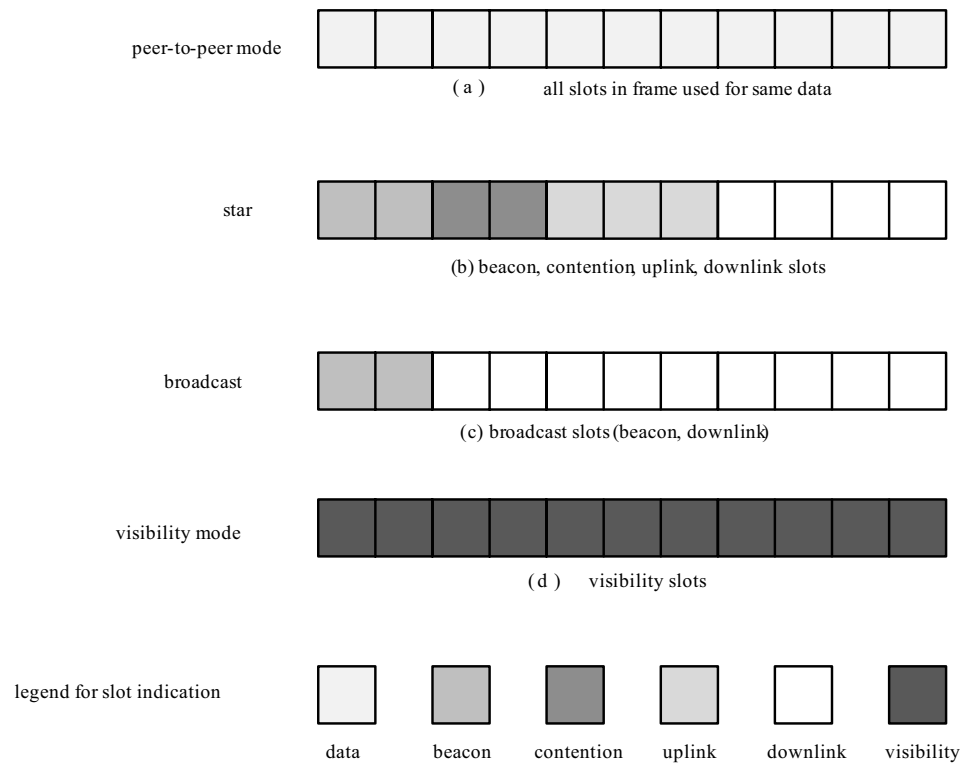 peer-to-peer mode
( a ) all slots in frame used for same data
star
(b) beacon, contention, uplink, downlink slots
broadcast
(c) broadcast slots (beacon, downlink)
visibility mode
( d ) visibility slots
legend for slot indication
data beacon contention uplink downlink visibility